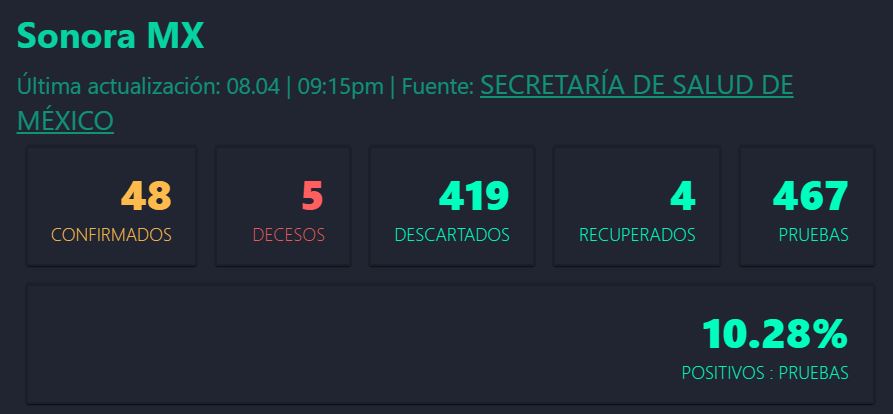 Sonora MX
Última actualización: 08.04 | 09:15pm | Fuente: SECRETARÍA DE SALUD DE
MÉXICO
48
CONFIRMADOS
5
DECESOS
419
DESCARTADOS
4
RECUPERADOS
467
PRUEBAS
10.28%
POSITIVOS : PRUEBAS